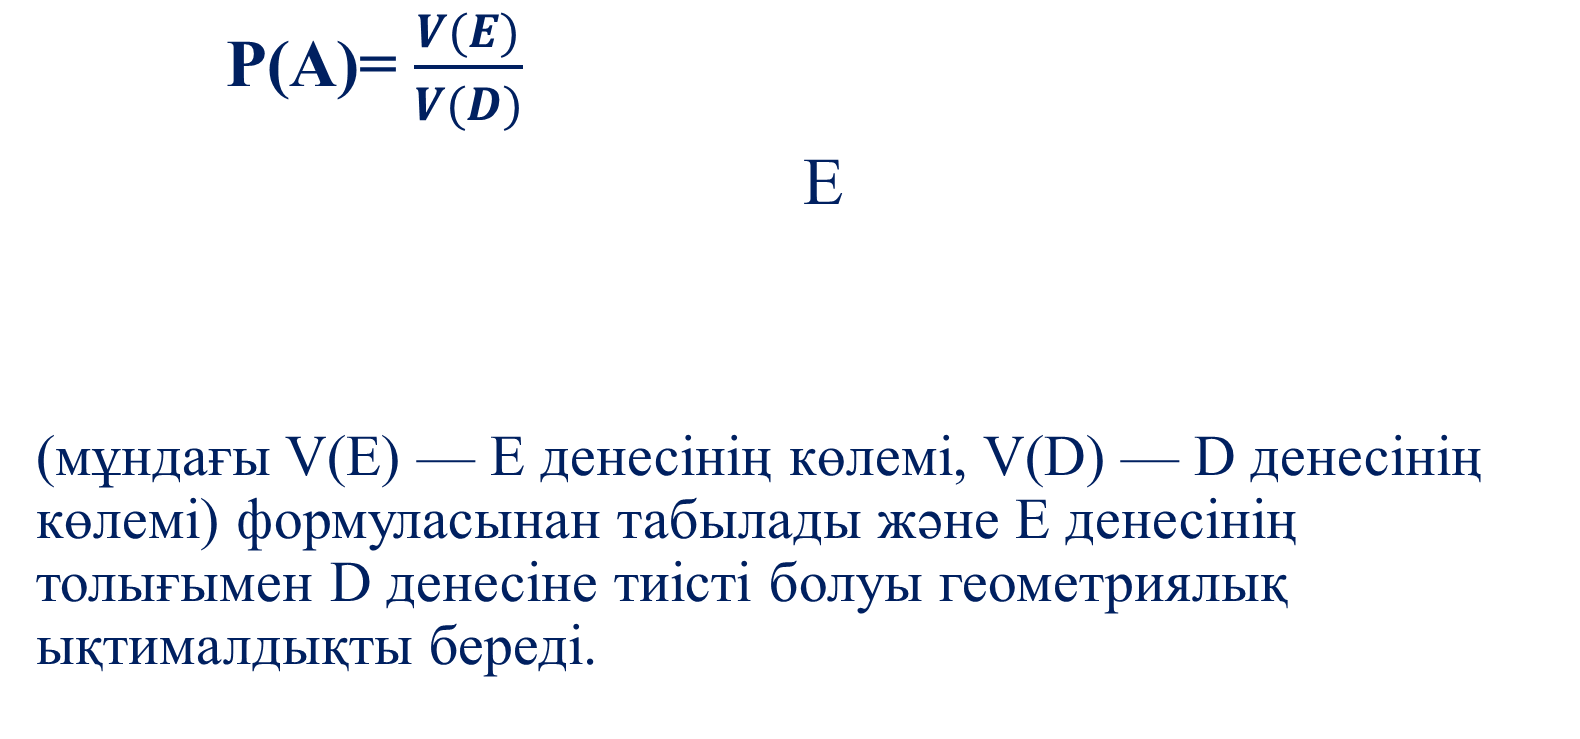 P(A)= V(E)/V(D)
E
(мұндағы V(E) — E денесінің көлемі, V(D) — D денесінің
көлемі) формуласынан табылады және E денесінің
толығымен D денесіне тиісті болуы геометриялық
ықтималдықты береді.